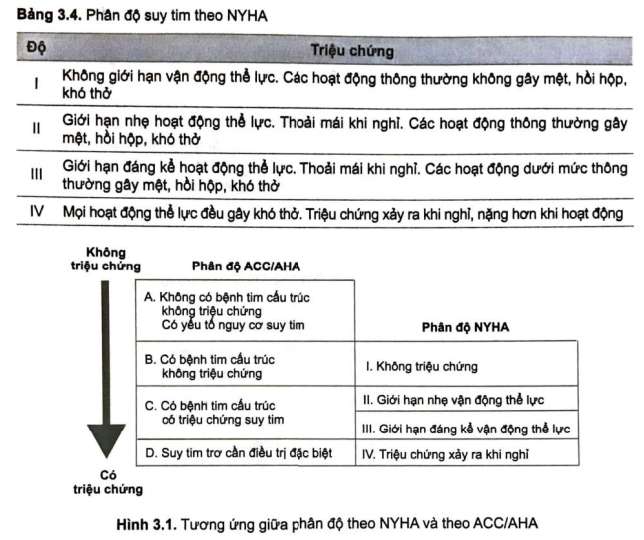 Bảng 3.4. Phân độ suy tim theo NYHA
Độ Triệu chứng
I Không giới hạn vận động thể lực. Các hoạt động thông thường không gây mệt, hồi hộp,
khó thở
II Giới hạn nhẹ hoạt động thể lực. Thoải mái khi nghỉ. Các hoạt động thông thường gây
mệt, hồi hộp, khó thở
III Giới hạn đáng kể hoạt động thể lực. Thoải mái khi nghỉ. Các hoạt động dưới mức thông
thường gây mệt, hồi hộp, khó thở
IV Mọi hoạt động thể lực đều gây khó thở. Triệu chứng xảy ra khi nghỉ, nặng hơn khi hoạt động
Không
triệu chứng
Phân độ ACC/AHA
A. Không có bệnh tim cấu trúc
không triệu chứng
Có yếu tố nguy cơ suy tim
Phân độ NYHA
B. Có bệnh tim cấu trúc
không triệu chứng
I. Không triệu chứng
C. Có bệnh tim cấu trúc
có triệu chứng suy tim
II. Giới hạn nhẹ vận động thể lực
III. Giới hạn đáng kể vận động thể lực
D. Suy tim trơ cần điều trị đặc biệt
IV. Triệu chứng xảy ra khi nghỉ
Có
triệu chứng
Hình 3.1. Tương ứng giữa phân độ theo NYHA và theo ACC/AHA